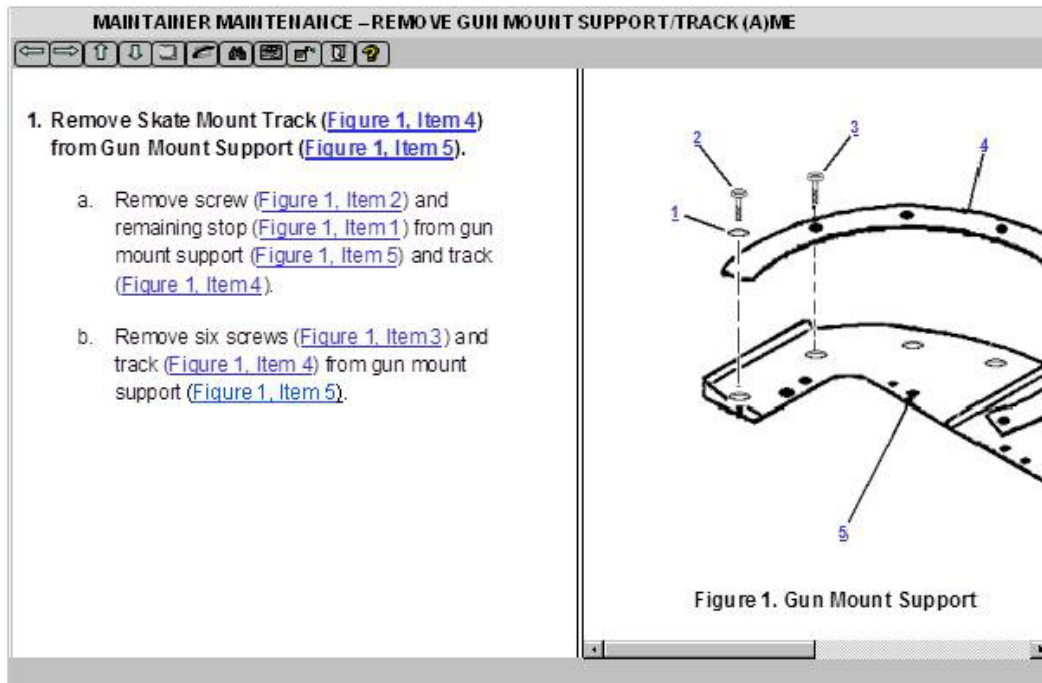 MAINTAINER MAINTENANCE – REMOVE GUN MOUNT SUPPORT/TRACK (A)ME
1. Remove Skate Mount Track (Figure 1, Item 4)
from Gun Mount Support (Figure 1, Item 5).
a. Remove screw (Figure 1, Item 2) and
remaining stop (Figure 1, Item 1) from gun
mount support (Figure 1, Item 5) and track
(Figure 1, Item 4).
b. Remove six screws (Figure 1, Item 3) and
track (Figure 1, Item 4) from gun mount
support (Figure 1, Item 5).
2
3
4
1
5
Figure 1. Gun Mount Support